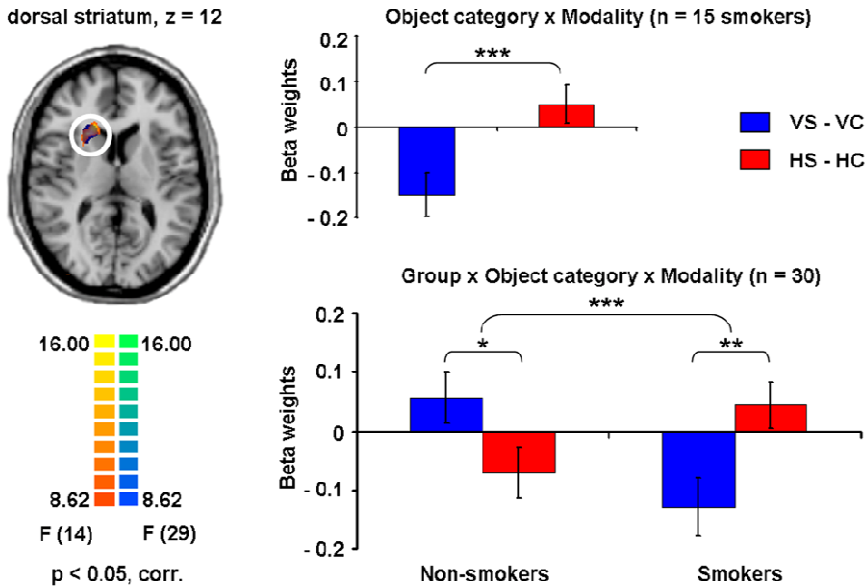 dorsal striatum, z = 12
16.00 16.00
8.62 8.62
F (14) F (29)
p < 0.05, corr.
Object category x Modality (n = 15 smokers)
0.2
0.1
0
- 0.1
- 0.2
Beta weights
***
VS - VC
HS - HC
Group x Object category x Modality (n = 30)
0.2
0.1
0
- 0.1
- 0.2
Beta weights
***
*
**
Non-smokers Smokers